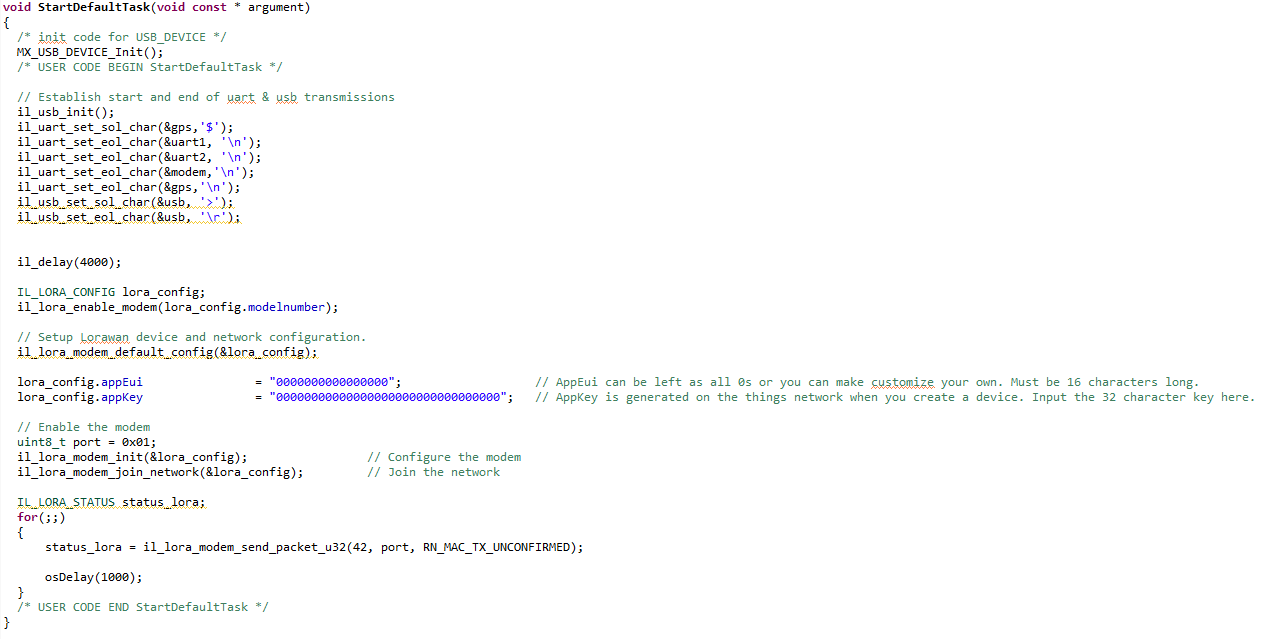 void StartDefaultTask(void const * argument)
{
  /* init code for USB_DEVICE */
  MX_USB_DEVICE_Init();
  /* USER CODE BEGIN StartDefaultTask */

  // Establish start and end of uart & usb transmissions
  il_usb_init();
  il_uart_set_sol_char(&gps,'$');
  il_uart_set_eol_char(&uart1, '\n');
  il_uart_set_eol_char(&uart2, '\n');
  il_uart_set_eol_char(&modem,'\n');
  il_uart_set_eol_char(&gps,'\n');
  il_usb_set_sol_char(&usb, '>');
  il_usb_set_eol_char(&usb, '\r');


  il_delay(4000);

  IL_LORA_CONFIG lora_config;
  il_lora_enable_modem(lora_config.modelnumber);

  // Setup Lorawan device and network configuration.
  il_lora_modem_default_config(&lora_config);

  lora_config.appEui                = "0000000000000000";                   // AppEui can be left as all 0s or you can make customize your own. Must be 16 characters long.
  lora_config.appKey                = "00000000000000000000000000000000";   // AppKey is generated on the things network when you create a device. Input the 32 character key here.

  // Enable the modem
  uint8_t port = 0x01;
  il_lora_modem_init(&lora_config);                 // Configure the modem
  il_lora_modem_join_network(&lora_config);         // Join the network

  IL_LORA_STATUS status_lora;
  for(;;)
  {
      status_lora = il_lora_modem_send_packet_u32(42, port, RN_MAC_TX_UNCONFIRMED);

      osDelay(1000);
  }
  /* USER CODE END StartDefaultTask */
}